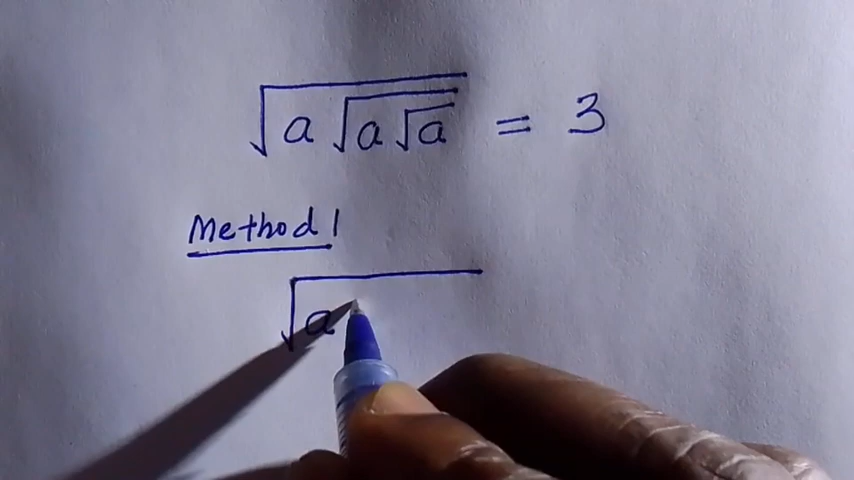 √(a√(a√a)) = 3
Method 1
√a